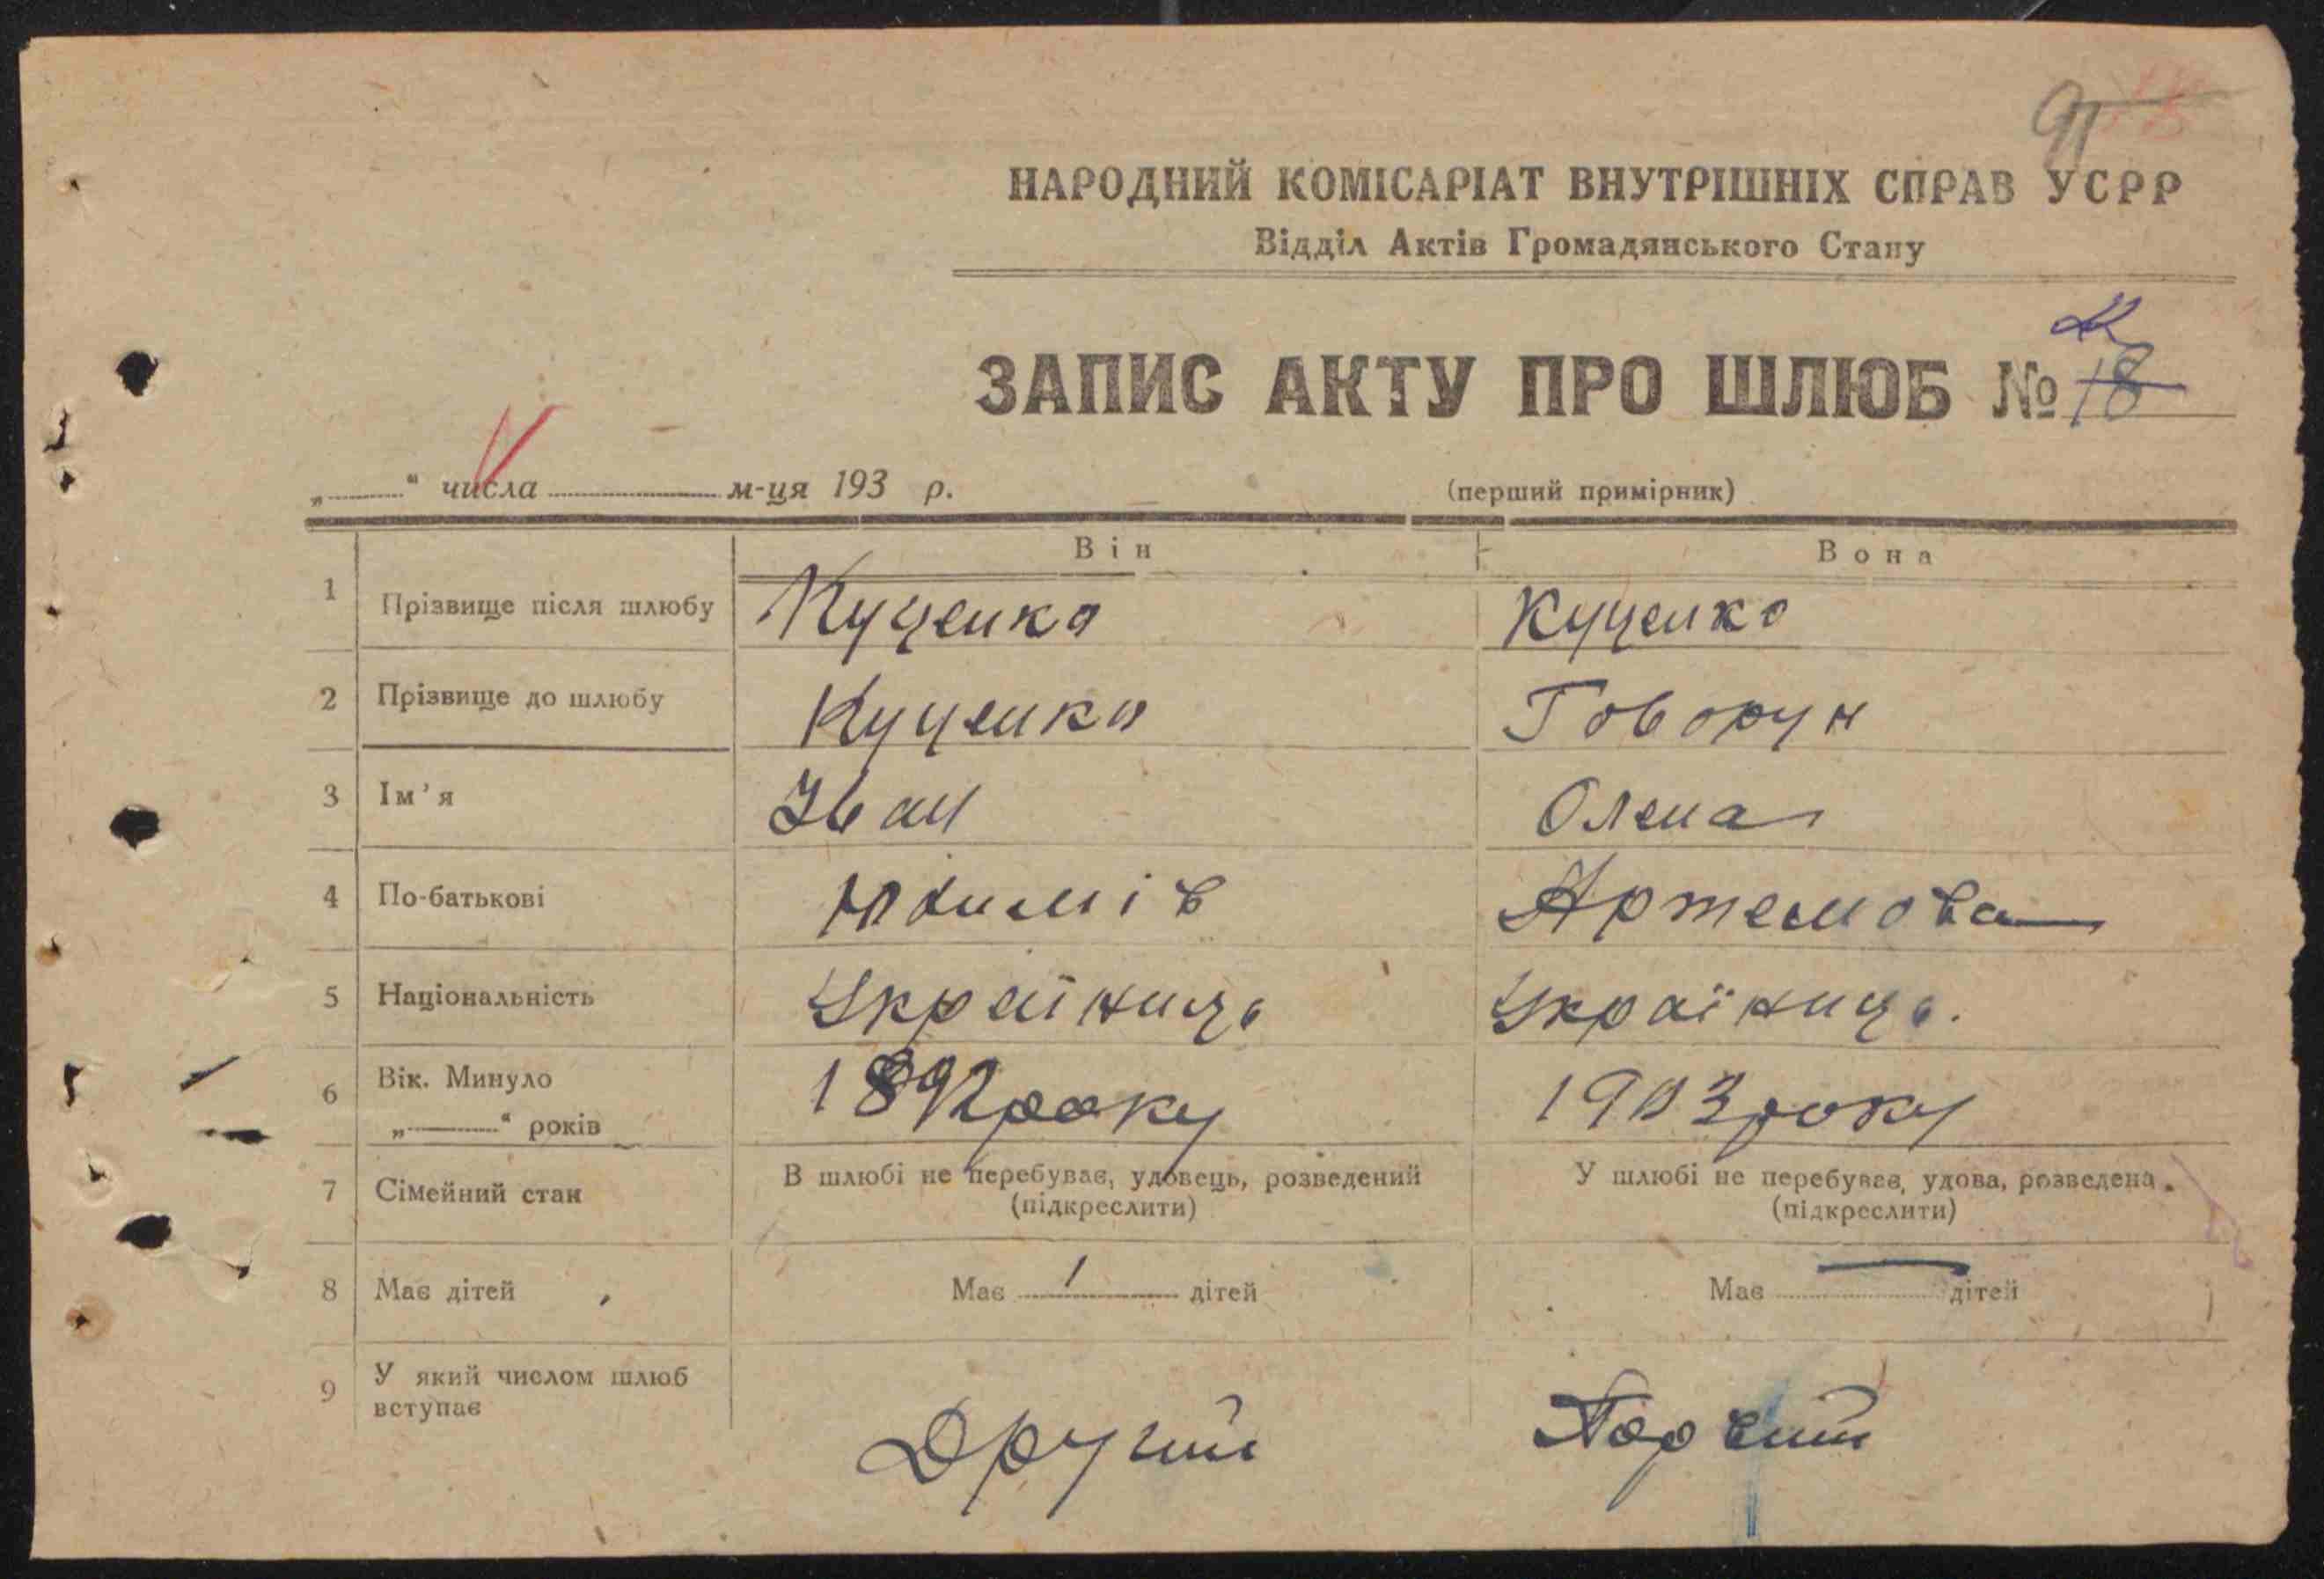 91
НАРОДНИЙ КОМІСАРІАТ ВНУТРІШНІХ СПРАВ УСРР
Відділ Актів Громадянського Стану
ЗАПИС АКТУ ПРО ШЛЮБ № 18
„ “ числа м-ця 193 р. (перший примірник)
Він Вона
1 Прізвище після шлюбу Куценко Куценко
2 Прізвище до шлюбу Куценко Говорун
3 Ім’я Іван Олена
4 По-батькові Юхимів Артемова
5 Національність Українць Українць.
6 Вік. Минуло „ “ років 1892 року 1903 року
7 Сімейний стан В шлюбі не перебуває, удовець, розведений (підкреслити) У шлюбі не перебуває, удова, розведена (підкреслити)
8 Має дітей Має 1 дітей Має — дітей
9 У який числом шлюб вступає Другий